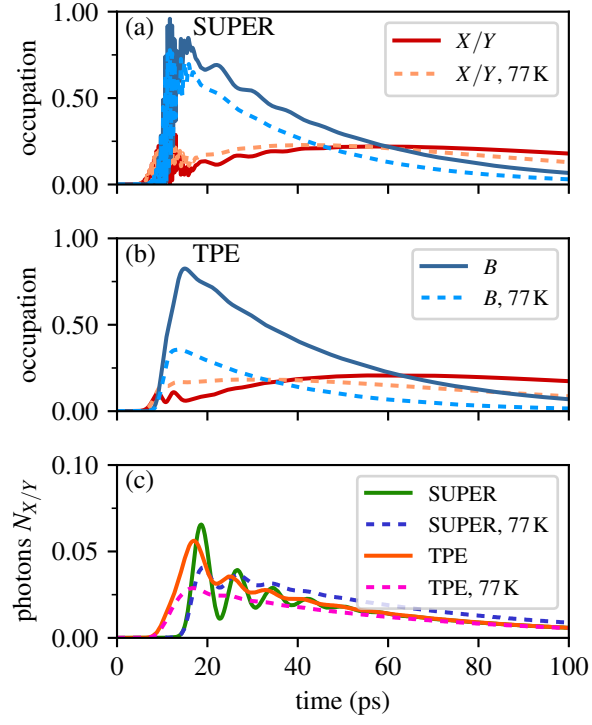 (a) SUPER
X/Y
X/Y, 77 K
occupation
1.00
0.50
0.00
(b) TPE
B
B, 77 K
occupation
1.00
0.50
0.00
(c)
SUPER
SUPER, 77 K
TPE
TPE, 77 K
photons N_{X/Y}
0.10
0.05
0.00
0 20 40 60 80 100
time (ps)